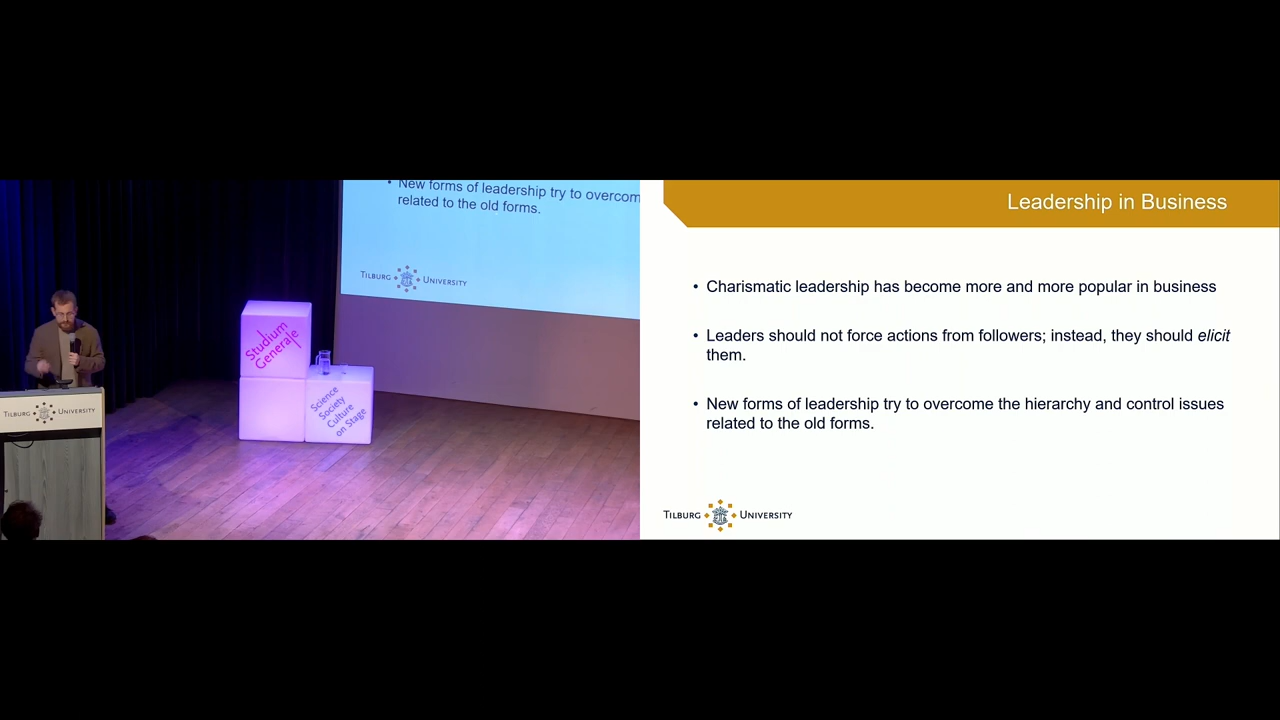 New forms of leadership try to overcom
related to the old forms.
TILBURG UNIVERSITY
Studium
Generale
Science
Society
Culture
on Stage
TILBURG UNIVERSITY
Leadership in Business
• Charismatic leadership has become more and more popular in business
• Leaders should not force actions from followers; instead, they should elicit
them.
• New forms of leadership try to overcome the hierarchy and control issues
related to the old forms.
TILBURG UNIVERSITY